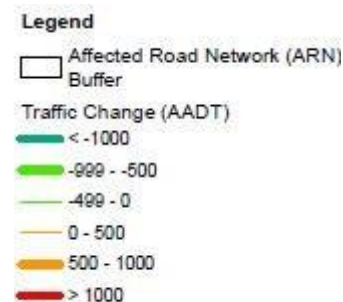 Legend
Affected Road Network (ARN)
Buffer
Traffic Change (AADT)
< -1000
-999 - -500
-499 - 0
0 - 500
500 - 1000
> 1000